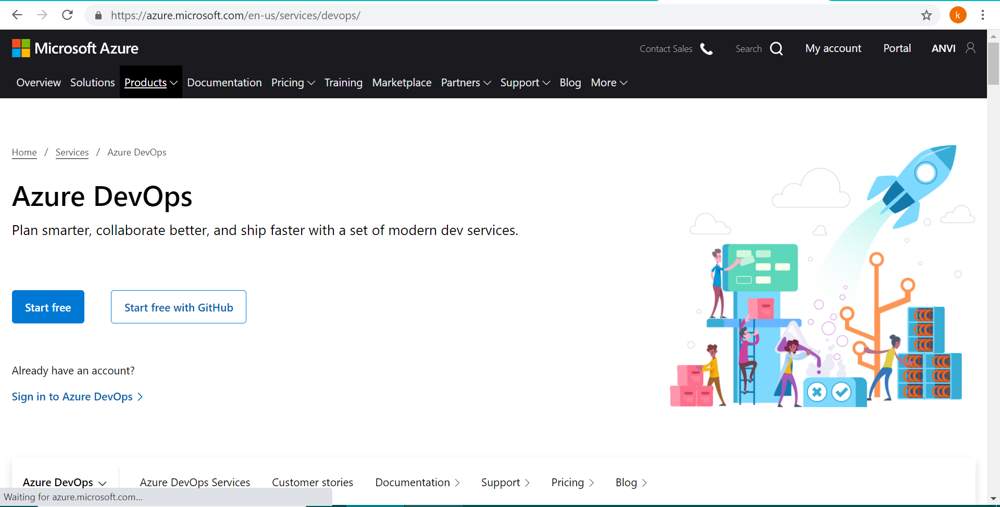 https://azure.microsoft.com/en-us/services/devops/
k
Microsoft Azure
Contact Sales
Search
My account
Portal
ANVI
Overview Solutions Products Documentation Pricing Training Marketplace Partners Support Blog More
Home / Services / Azure DevOps
Azure DevOps
Plan smarter, collaborate better, and ship faster with a set of modern dev services.
Start free
Start free with GitHub
Already have an account?
Sign in to Azure DevOps
Azure DevOps
Azure DevOps Services
Customer stories
Documentation
Support
Pricing
Blog
Waiting for azure.microsoft.com...